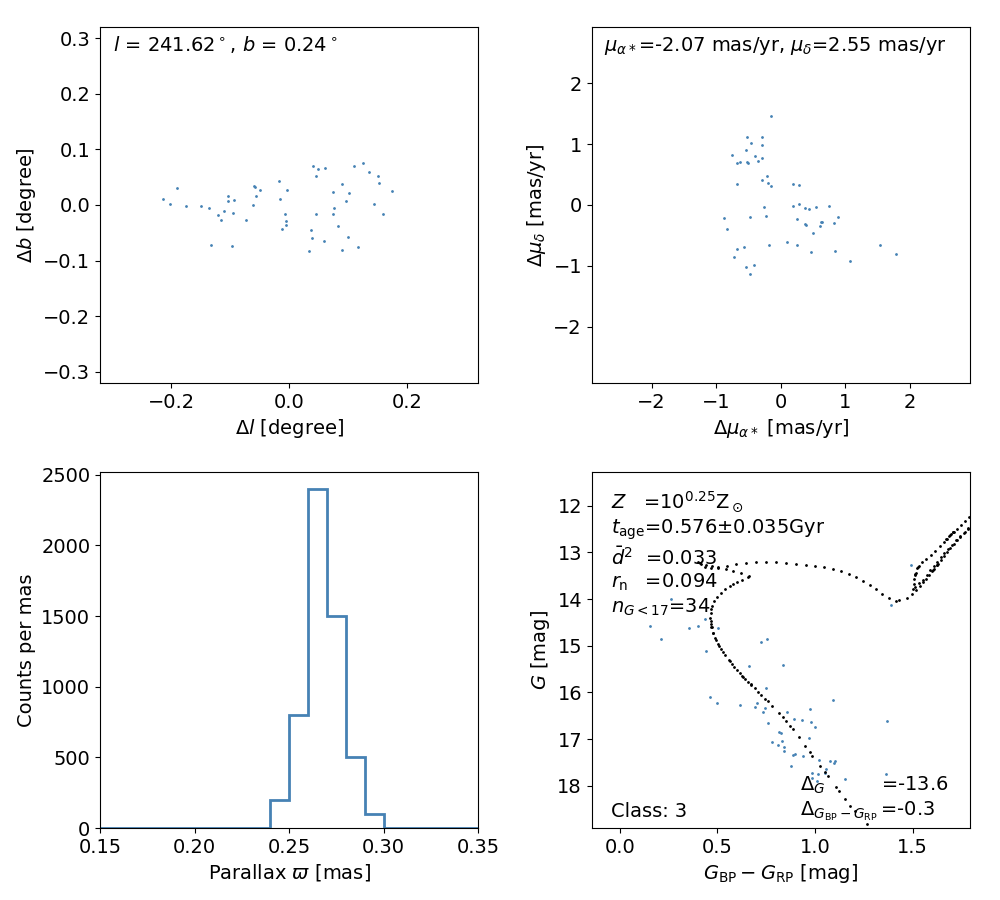 l = 241.62°, b = 0.24°
0.3
0.2
0.1
0.0
−0.1
−0.2
−0.3
Δb [degree]
−0.2
0.0
0.2
Δl [degree]
μα*=-2.07 mas/yr, μδ=2.55 mas/yr
2
1
0
−1
−2
Δμδ [mas/yr]
−2
−1
0
1
2
Δμα* [mas/yr]
2500
2000
1500
1000
500
0
Counts per mas
0.15
0.20
0.25
0.30
0.35
Parallax ϖ [mas]
12
13
14
15
16
17
18
G [mag]
Z =10^0.25 Z⊙
t_age=0.576±0.035Gyr
d̄² =0.033
r_n =0.094
n_G<17=34
Δ_G =-13.6
Δ_G_BP−G_RP =-0.3
Class: 3
0.0
0.5
1.0
1.5
G_BP − G_RP [mag]